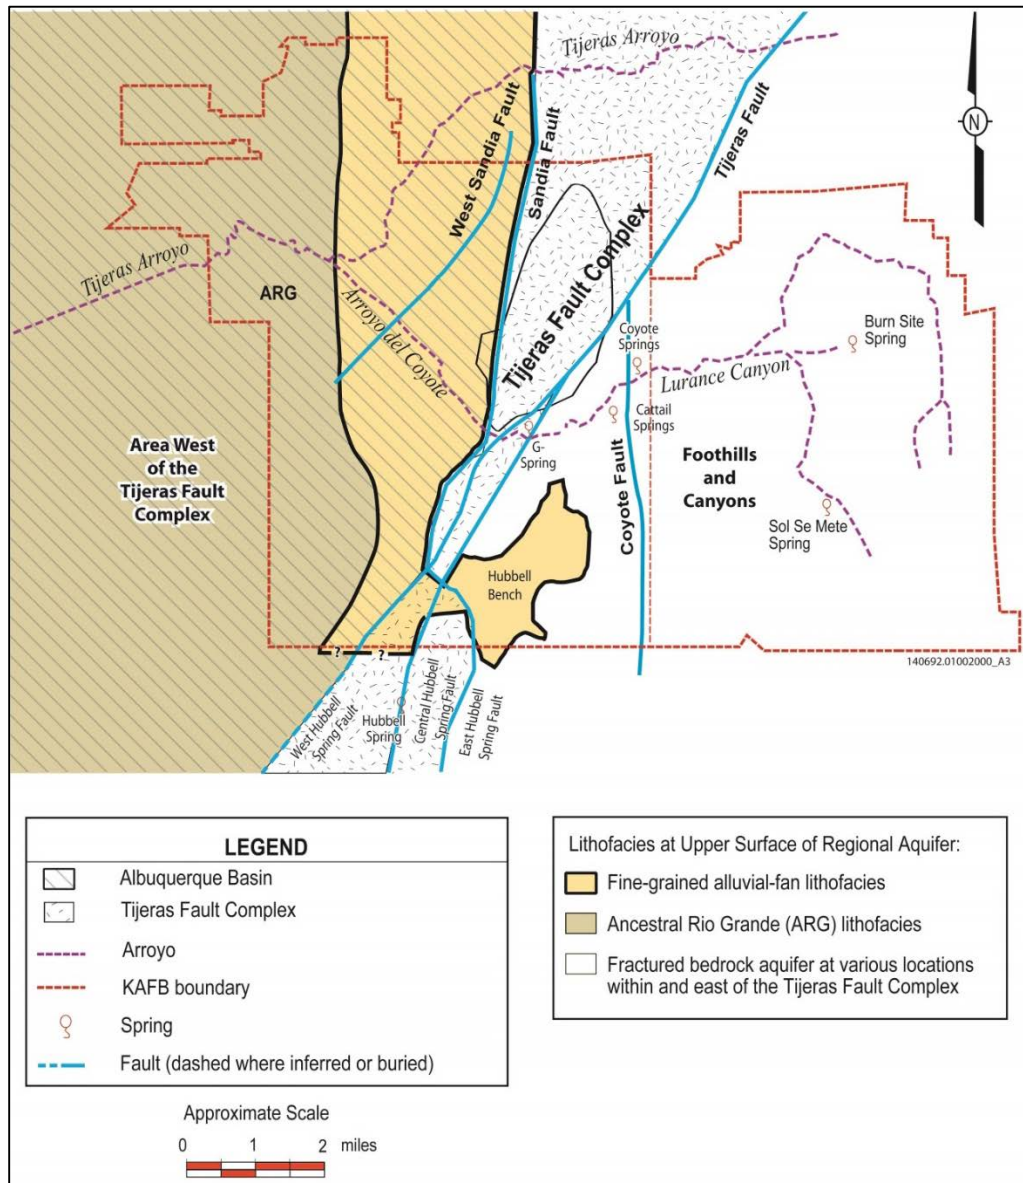 Tijeras Arroyo
N
West Sandia Fault
Sandia Fault
Tijeras Fault
Tijeras Fault Complex
Tijeras Arroyo
ARG
Arroyo del Coyote
Coyote
Springs
Burn Site
Spring
Lurance Canyon
Cattail
Springs
G-
Spring
Area West
of the
Tijeras Fault
Complex
Coyote Fault
Foothills
and
Canyons
Sol Se Mete
Spring
Hubbell
Bench
?
?
140692.01002000_A3
West Hubbell
Spring Fault
Hubbell
Spring
Central Hubbell
Spring Fault
East Hubbell
Spring Fault
LEGEND
Albuquerque Basin
Tijeras Fault Complex
Arroyo
KAFB boundary
Spring
Fault (dashed where inferred or buried)
Lithofacies at Upper Surface of Regional Aquifer:
Fine-grained alluvial-fan lithofacies
Ancestral Rio Grande (ARG) lithofacies
Fractured bedrock aquifer at various locations
within and east of the Tijeras Fault Complex
Approximate Scale
0 1 2 miles